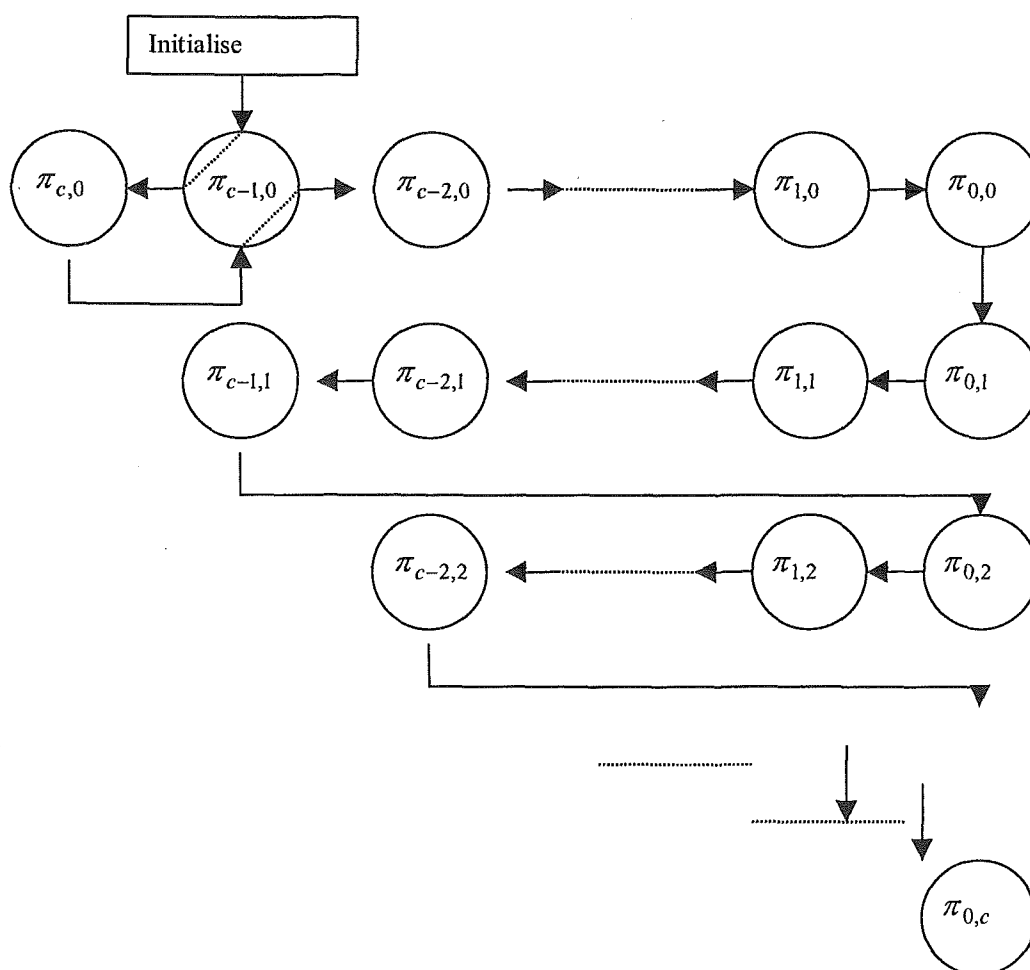 Initialise
π_{c,0} π_{c−1,0} π_{c−2,0} π_{1,0} π_{0,0}
π_{c−1,1} π_{c−2,1} π_{1,1} π_{0,1}
π_{c−2,2} π_{1,2} π_{0,2}
π_{0,c}